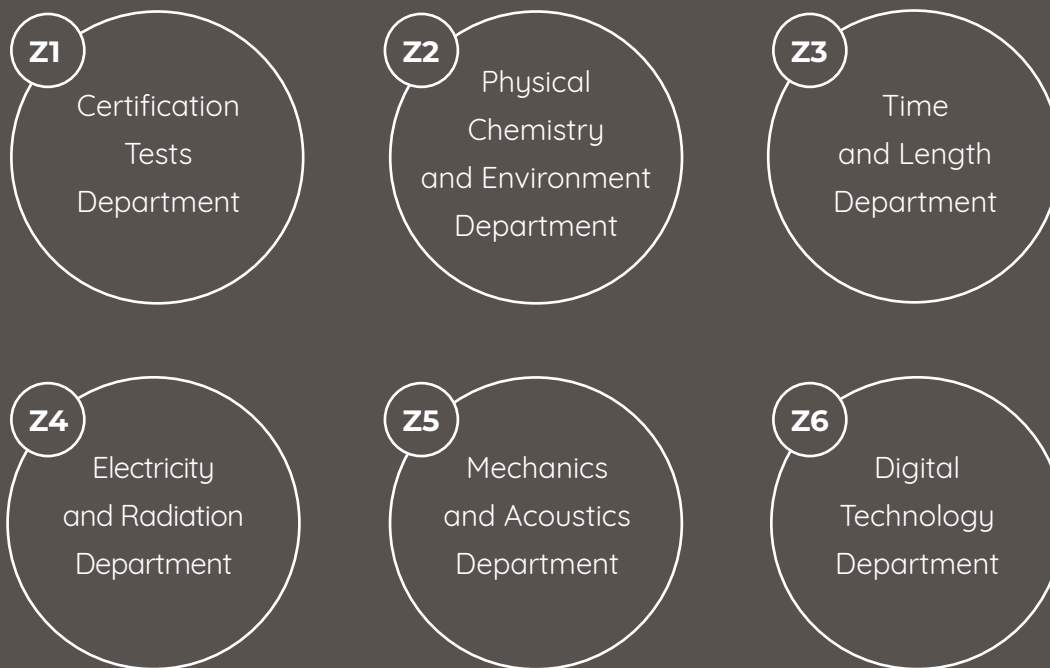 Z1
Certification
Tests
Department
Z2
Physical
Chemistry
and Environment
Department
Z3
Time
and Length
Department
Z4
Electricity
and Radiation
Department
Z5
Mechanics
and Acoustics
Department
Z6
Digital
Technology
Department